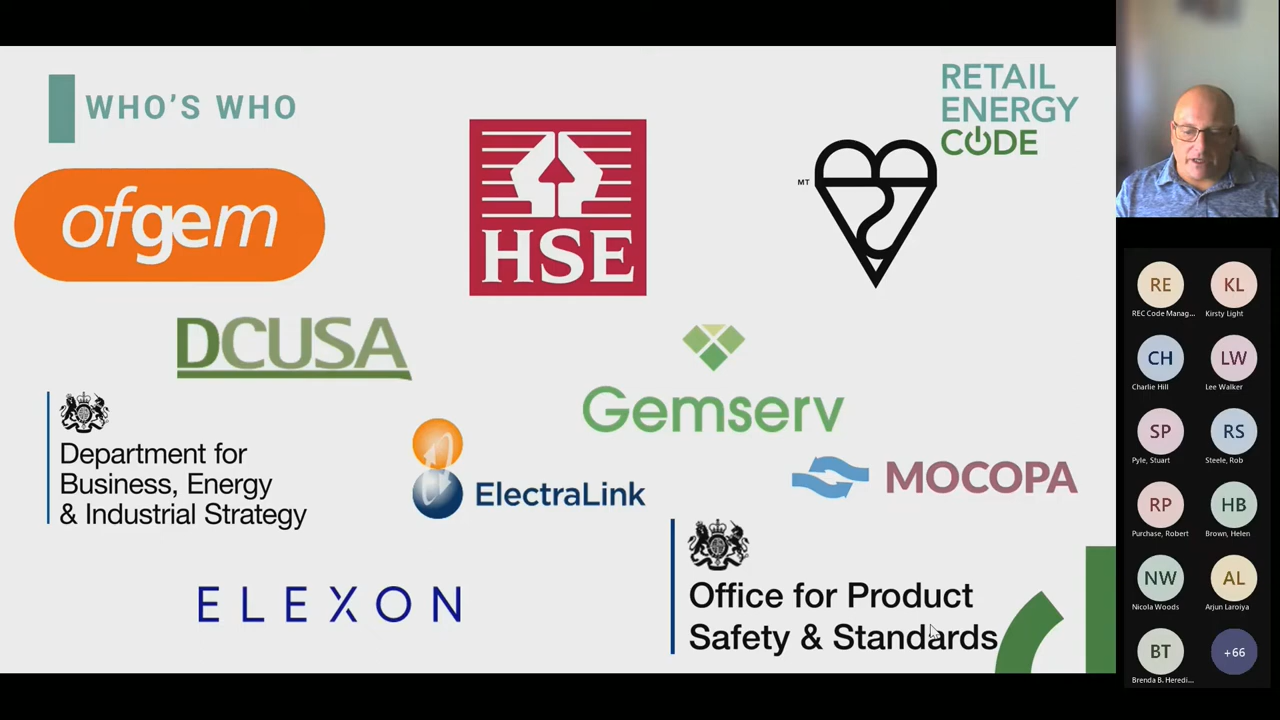 WHO'S WHO
RETAIL
ENERGY
CODE
ofgem
HSE
MT
DCUSA
Gemserv
Department for
Business, Energy
& Industrial Strategy
ElectraLink
MOCOPA
ELEXON
Office for Product
Safety & Standards
RE
REC Code Manag...
KL
Kirsty Light
CH
Charlie Hill
LW
Lee Walker
SP
Pyle, Stuart
RS
Steele, Rob
RP
Purchase, Robert
HB
Brown, Helen
NW
Nicola Woods
AL
Arjun Laroiya
BT
Brenda B. Heredi...
+66